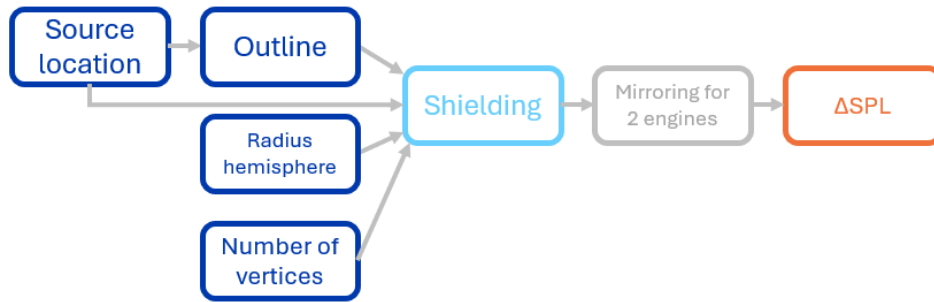 Source
location
Outline
Shielding
Mirroring for
2 engines
ΔSPL
Radius
hemisphere
Number of
vertices